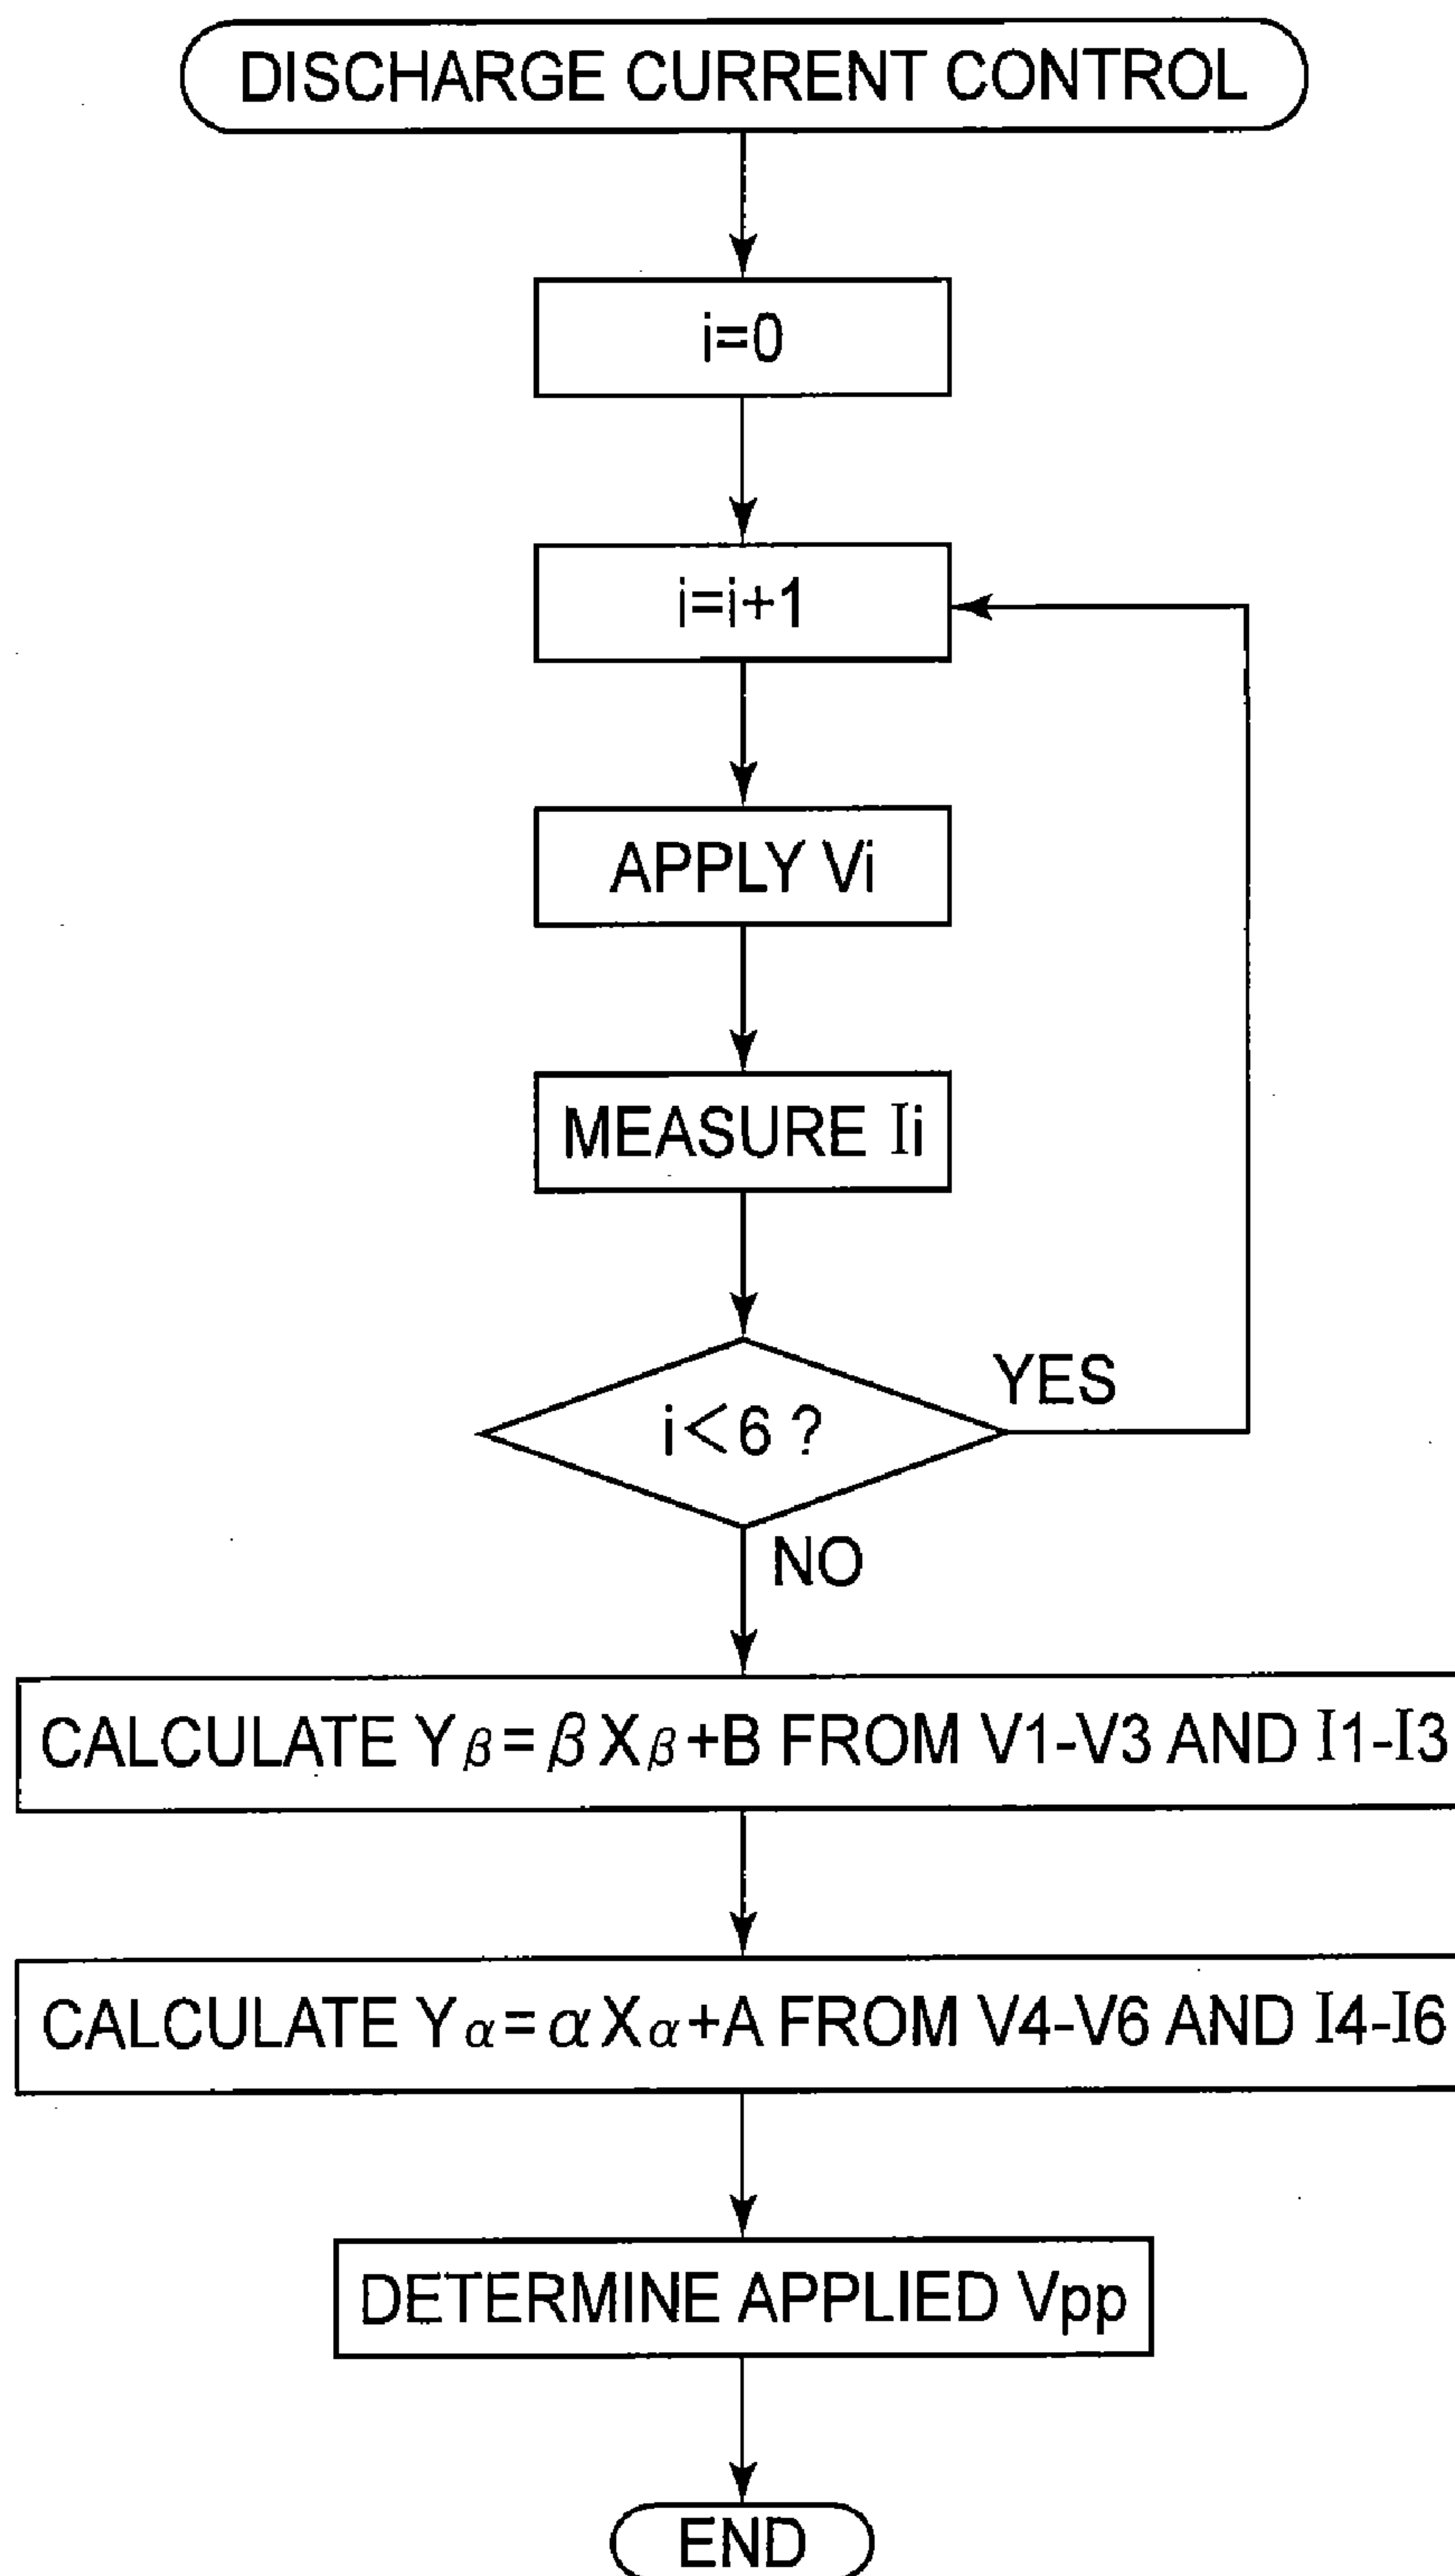 DISCHARGE CURRENT CONTROL
i=0
i=i+1
APPLY Vi
MEASURE Ii
i<6 ?
YES
NO
CALCULATE Yβ=βXβ+B FROM V1-V3 AND I1-I3
CALCULATE Yα=αXα+A FROM V4-V6 AND I4-I6
DETERMINE APPLIED Vpp
END